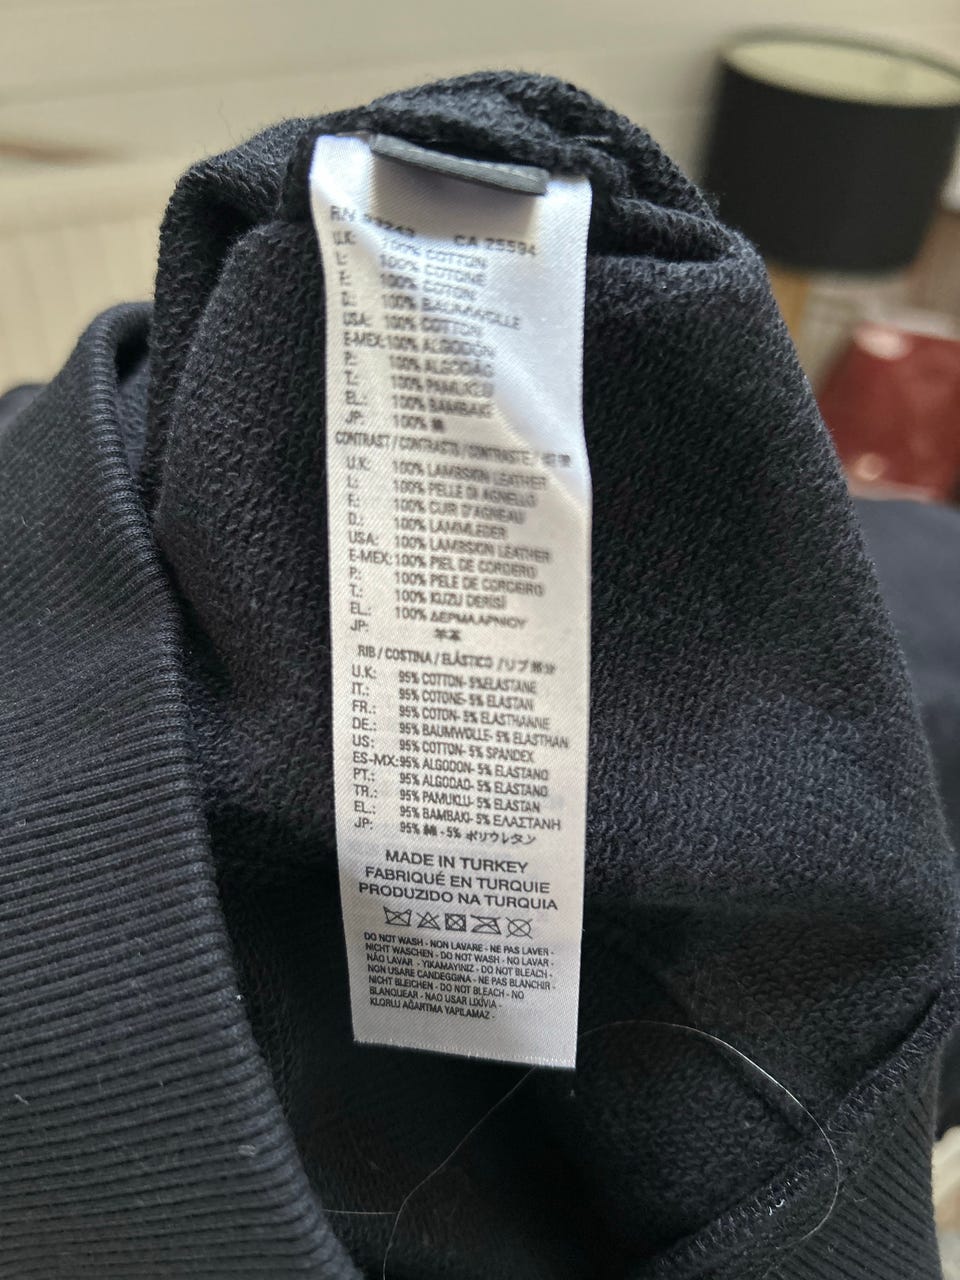 CA 25594
U.K: 100% COTTON
I.: 100% COTONE
F.: 100% COTON
D.: 100% BAUMWOLLE
USA: 100% COTTON
E-MEX:100% ALGODÓN
P.: 100% ALGODÃO
T.: 100% PAMUKLU
EL.: 100% BAMBAKI
JP: 100% 綿
CONTRAST / CONTRASTO / CONTRASTE /
U.K: 100% LAMBSKIN LEATHER
I.: 100% PELLE DI AGNELLO
F.: 100% CUIR D'AGNEAU
D.: 100% LAMMLEDER
USA: 100% LAMBSKIN LEATHER
E-MEX:100% PIEL DE CORDERO
P.: 100% PELE DE CORDEIRO
T.: 100% KUZU DERİSİ
EL.: 100% ΔΕΡΜΑ ΑΡΝΙΟΥ
JP: 羊革
RIB / COSTINA / ELÁSTICO / リブ部分
U.K: 95% COTTON- 5%ELASTANE
IT.: 95% COTONE- 5% ELASTAN
FR.: 95% COTON- 5% ELASTHANNE
DE.: 95% BAUMWOLLE- 5% ELASTHAN
US: 95% COTTON- 5% SPANDEX
ES-MX:95% ALGODON- 5% ELASTANO
PT.: 95% ALGODAO- 5% ELASTANO
TR.: 95% PAMUKLU- 5% ELASTAN
EL.: 95% BAMBAKI- 5% ΕΛΑΣΤΑΝΗ
JP: 95% 綿 - 5% ポリウレタン
MADE IN TURKEY
FABRIQUÉ EN TURQUIE
PRODUZIDO NA TURQUIA
DO NOT WASH - NON LAVARE - NE PAS LAVER -
NICHT WASCHEN - DO NOT WASH - NO LAVAR -
NÃO LAVAR - YIKAMAYINIZ - DO NOT BLEACH -
NON USARE CANDEGGINA - NE PAS BLANCHIR -
NICHT BLEICHEN - DO NOT BLEACH - NO
BLANQUEAR - NAO USAR LIXÍVIA -
KLORLU AĞARTMA YAPILAMAZ -